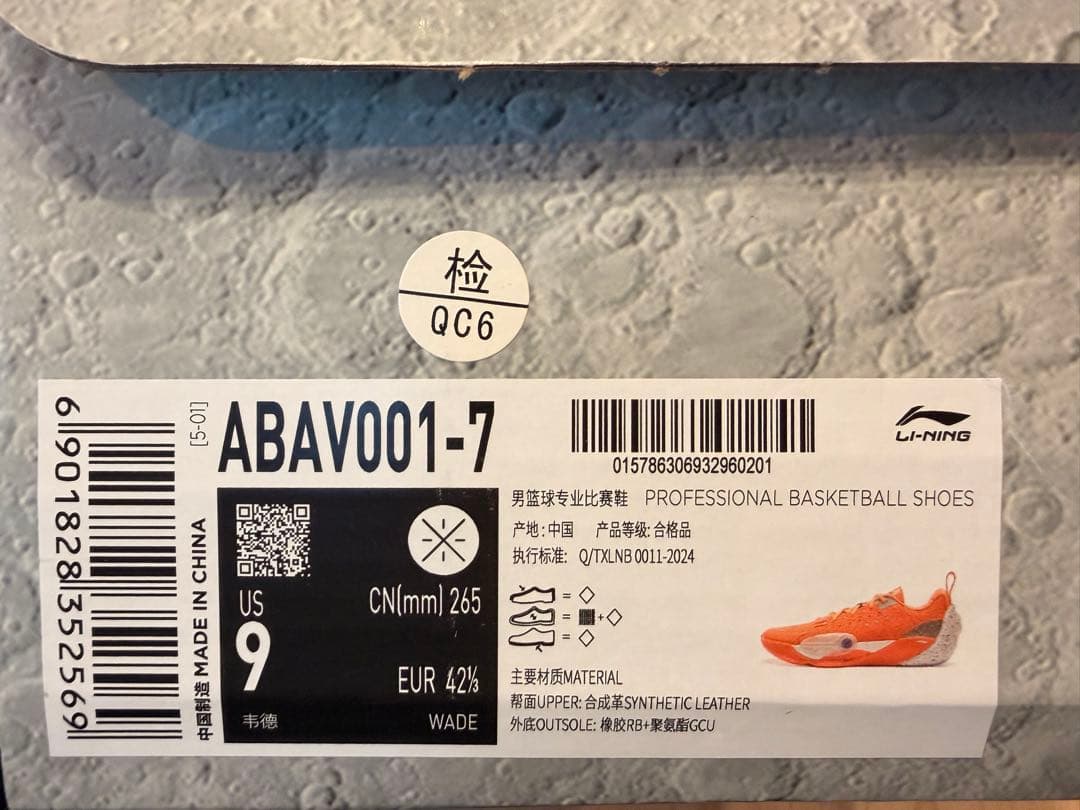 检
QC6
6901828352569
[5-01]
中国制造 MADE IN CHINA
ABAV001-7
US
9
CN(mm) 265
EUR 42⅓
韦德
WADE
015786306932960201
LI-NING
男篮球专业比赛鞋 PROFESSIONAL BASKETBALL SHOES
产地:中国 产品等级:合格品
执行标准: Q/TXLNB 0011-2024
主要材质MATERIAL
帮面UPPER: 合成革SYNTHETIC LEATHER
外底OUTSOLE: 橡胶RB+聚氨酯GCU